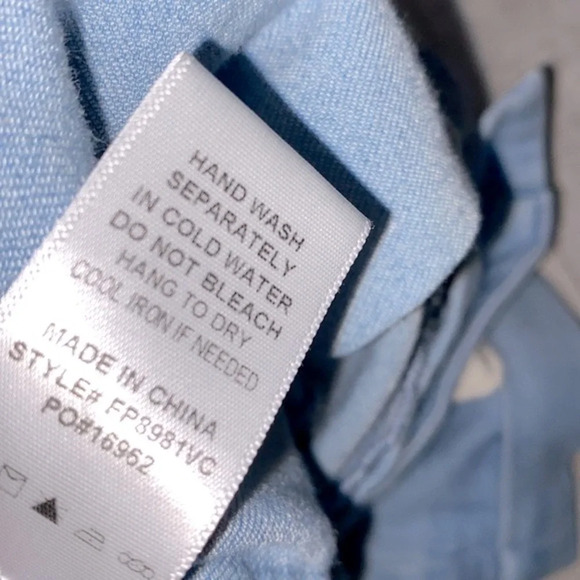 HAND WASH
SEPARATELY
IN COLD WATER
DO NOT BLEACH
HANG TO DRY
COOL IRON IF NEEDED
MADE IN CHINA
STYLE# FP8981VC
PO#16962